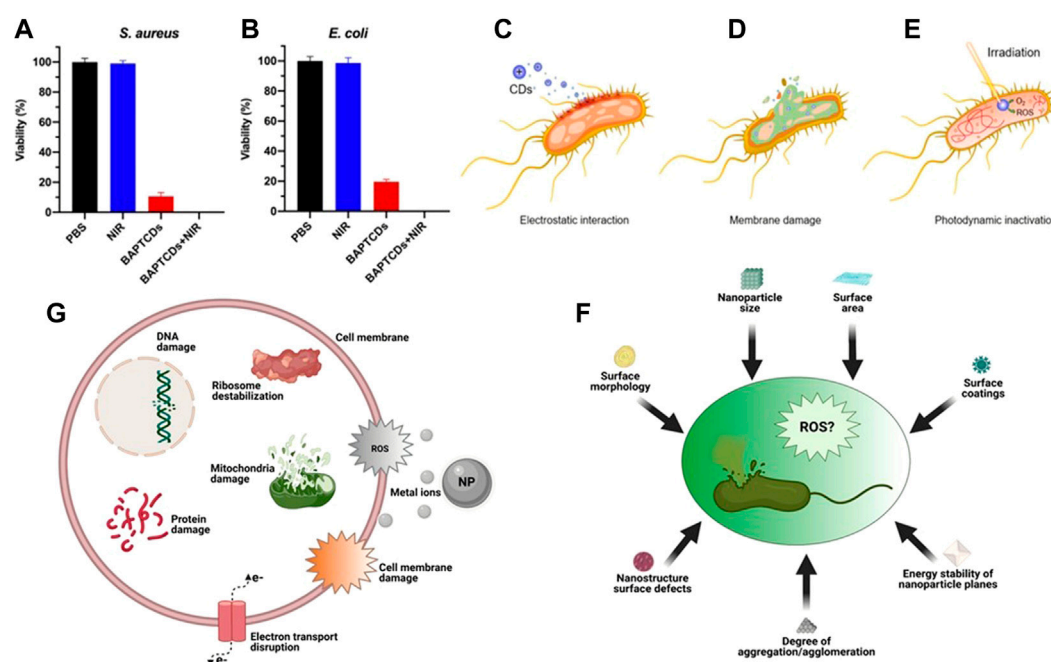 A
S. aureus
Viability (%)
100
80
60
40
20
0
PBS
NIR
BAPTCDs
BAPTCDs+NIR
B
E. coli
Viability (%)
100
80
60
40
20
0
PBS
NIR
BAPTCDs
BAPTCDs+NIR
C
CDs
Electrostatic interaction
D
Membrane damage
E
Irradiation
O₂
ROS
Photodynamic inactivatio
G
DNA
damage
Cell membrane
Ribosome
destabilization
ROS
Mitochondria
damage
Metal ions
NP
Protein
damage
Cell membrane
damage
e-
Electron transport
disruption
e-
F
Nanoparticle
size
Surface
area
Surface
morphology
Surface
coatings
ROS?
Nanostructure
surface defects
Energy stability of
nanoparticle planes
Degree of
aggregation/agglomeration